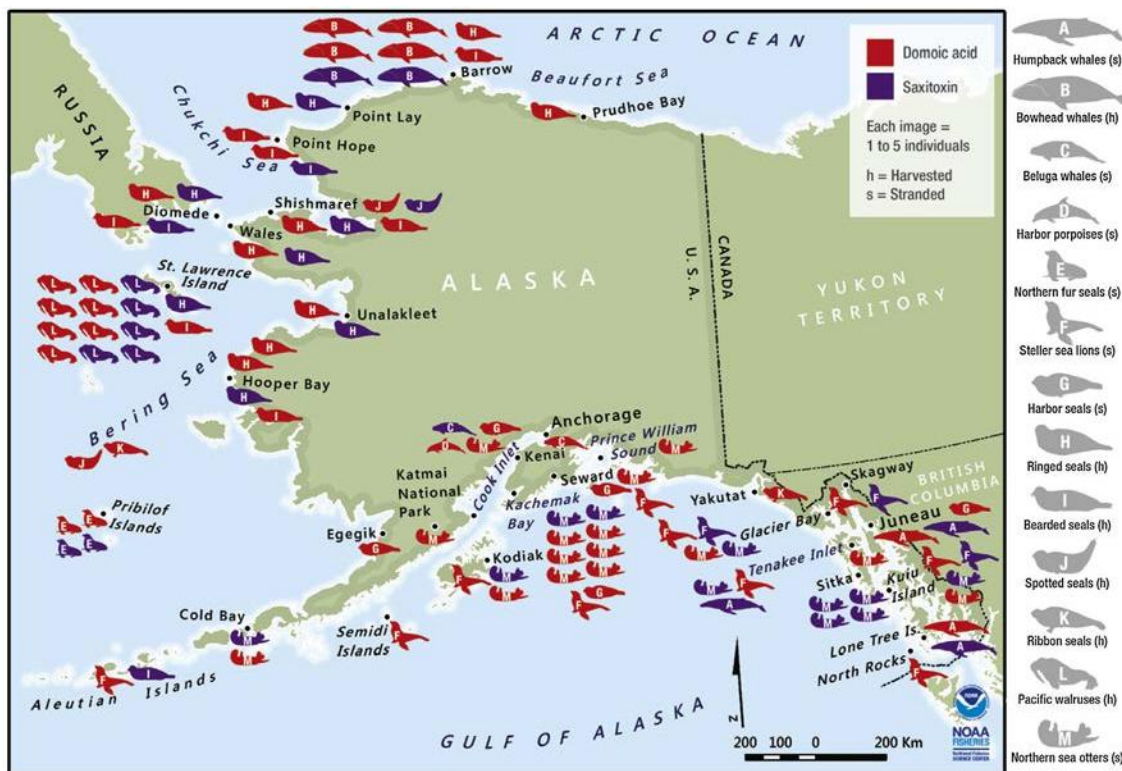 ARCTIC OCEAN
Beaufort Sea
Barrow
Prudhoe Bay
Domoic acid
Saxitoxin
Each image =
1 to 5 individuals
h = Harvested
s = Stranded
RUSSIA
Chukchi Sea
Point Lay
Point Hope
Shishmaref
Diomede
Wales
St. Lawrence
Island
ALASKA
U.S.A.
CANADA
YUKON
TERRITORY
Unalakleet
Bering Sea
Hooper Bay
Anchorage
Prince William
Sound
Kenai
Cook Inlet
Seward
Katmai
National
Park
Kachemak
Bay
Skagway
BRITISH
COLUMBIA
Yakutat
Glacier Bay
Juneau
Pribilof
Islands
Egegik
Kodiak
Tenakee Inlet
Sitka
Kuiu
Island
Cold Bay
Semidi
Islands
Lone Tree Is.
North Rocks
Aleutian Islands
GULF OF ALASKA
N
200 100 0 200 Km
NOAA
FISHERIES
A
Humpback whales (s)
B
Bowhead whales (h)
C
Beluga whales (s)
D
Harbor porpoises (s)
E
Northern fur seals (s)
F
Steller sea lions (s)
G
Harbor seals (s)
H
Ringed seals (h)
I
Bearded seals (h)
J
Spotted seals (h)
K
Ribbon seals (h)
L
Pacific walruses (h)
M
Northern sea otters (s)